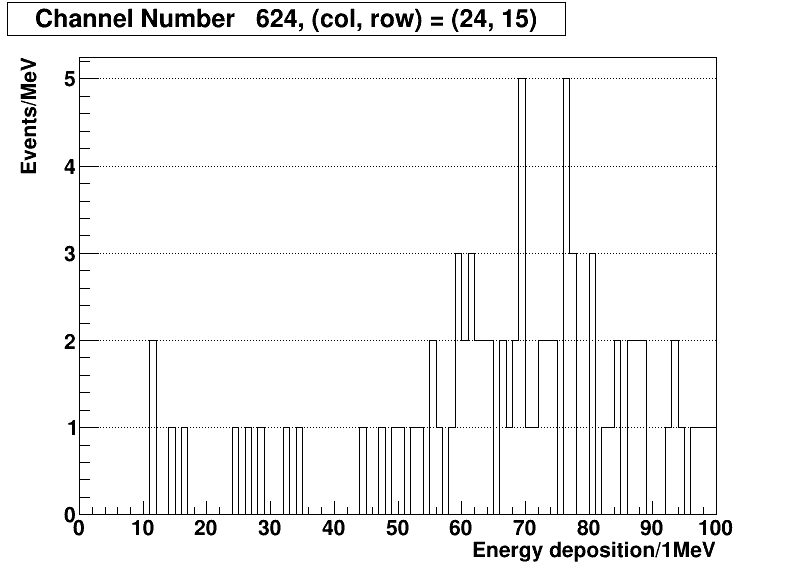 Channel Number 624, (col, row) = (24, 15)
Events/MeV
5
4
3
2
1
0
0 10 20 30 40 50 60 70 80 90 100
Energy deposition/1MeV